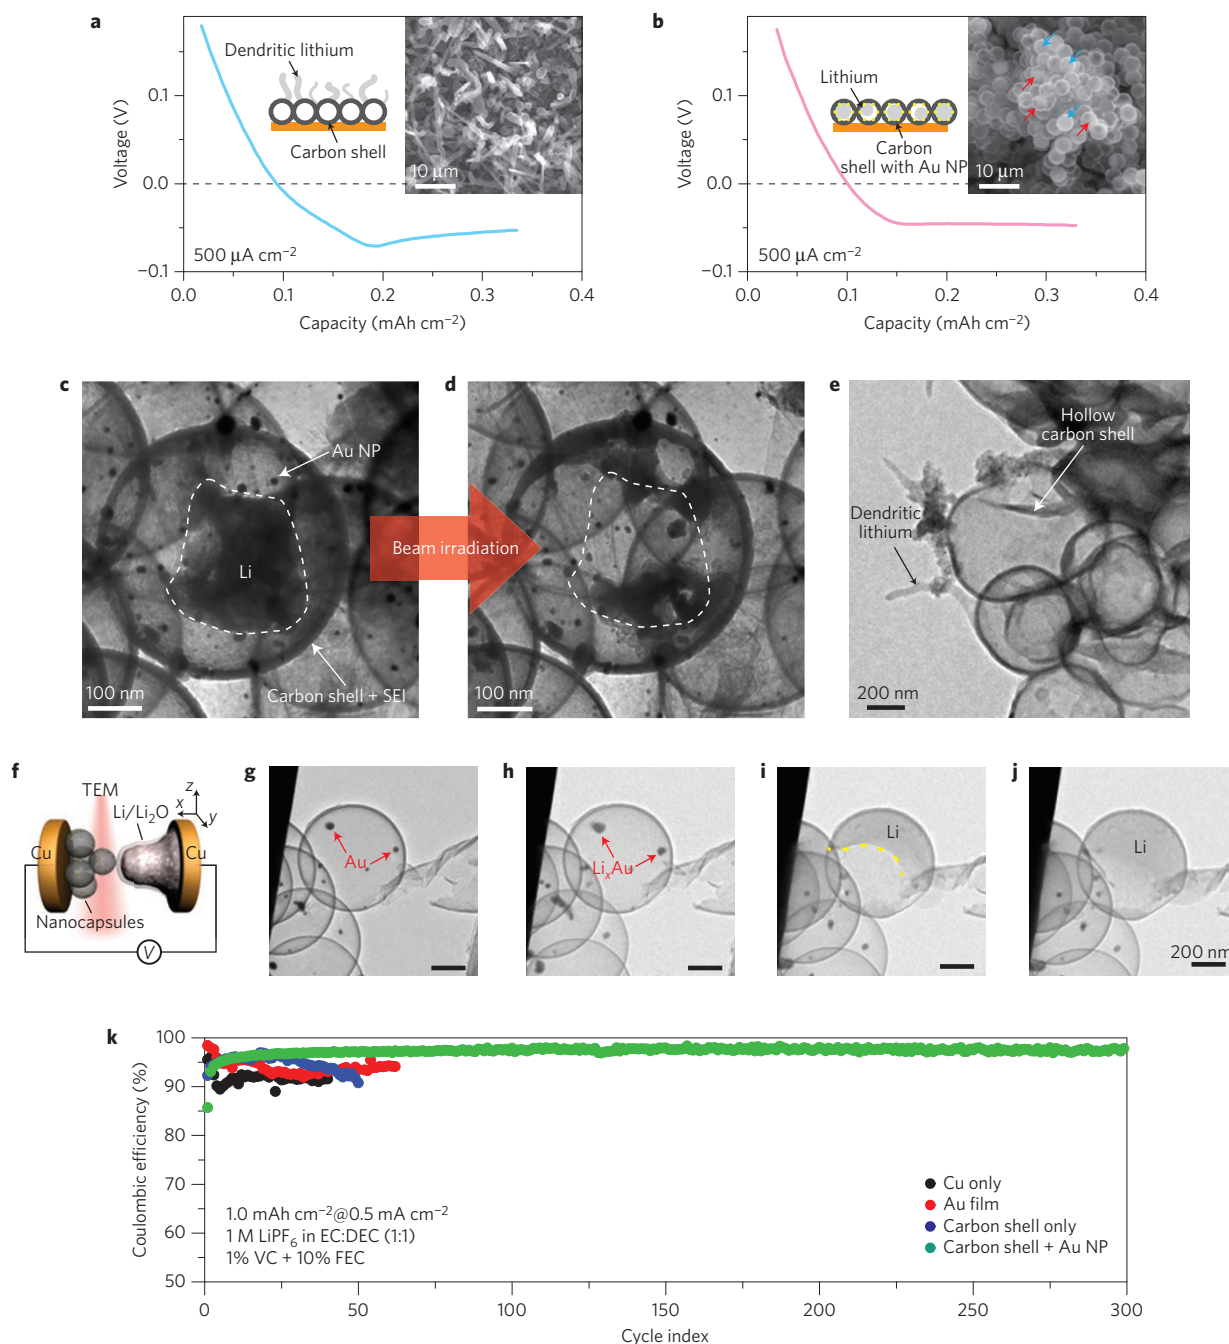 a
Voltage (V)
0.1
0.0
−0.1
Dendritic lithium
Carbon shell
10 μm
500 μA cm⁻²
0.0 0.1 0.2 0.3 0.4
Capacity (mAh cm⁻²)
b
Voltage (V)
0.1
0.0
−0.1
Lithium
Carbon
shell with Au NP
10 μm
500 μA cm⁻²
0.0 0.1 0.2 0.3 0.4
Capacity (mAh cm⁻²)
c
Au NP
Li
Carbon shell + SEI
100 nm
Beam irradiation
d
100 nm
e
Hollow
carbon shell
Dendritic
lithium
200 nm
f
TEM
Li/Li₂O
x z y
Cu
Cu
Nanocapsules
V
g
Au
h
LiₓAu
i
Li
j
Li
200 nm
k
Coulombic efficiency (%)
100
90
80
70
60
50
1.0 mAh cm⁻²@0.5 mA cm⁻²
1 M LiPF₆ in EC:DEC (1:1)
1% VC + 10% FEC
Cu only
Au film
Carbon shell only
Carbon shell + Au NP
0 50 100 150 200 250 300
Cycle index